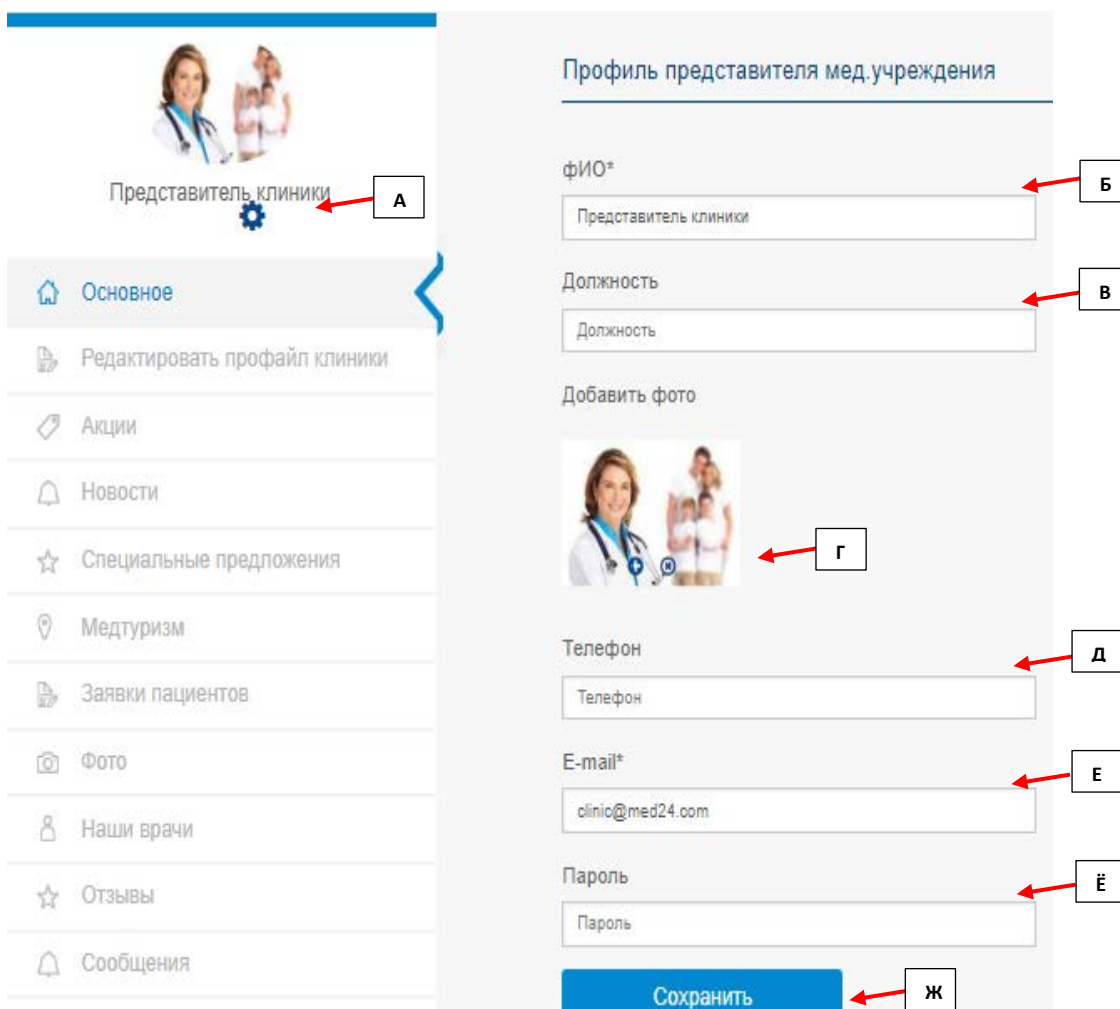 Представитель клиники
А
Основное
Редактировать профайл клиники
Акции
Новости
Специальные предложения
Медтуризм
Заявки пациентов
Фото
Наши врачи
Отзывы
Сообщения
Профиль представителя мед.учреждения
фИО*
Б
Представитель клиники
Должность
В
Должность
Добавить фото
Г
Телефон
Д
Телефон
E-mail*
Е
clinic@med24.com
Пароль
Ё
Пароль
Сохранить
Ж